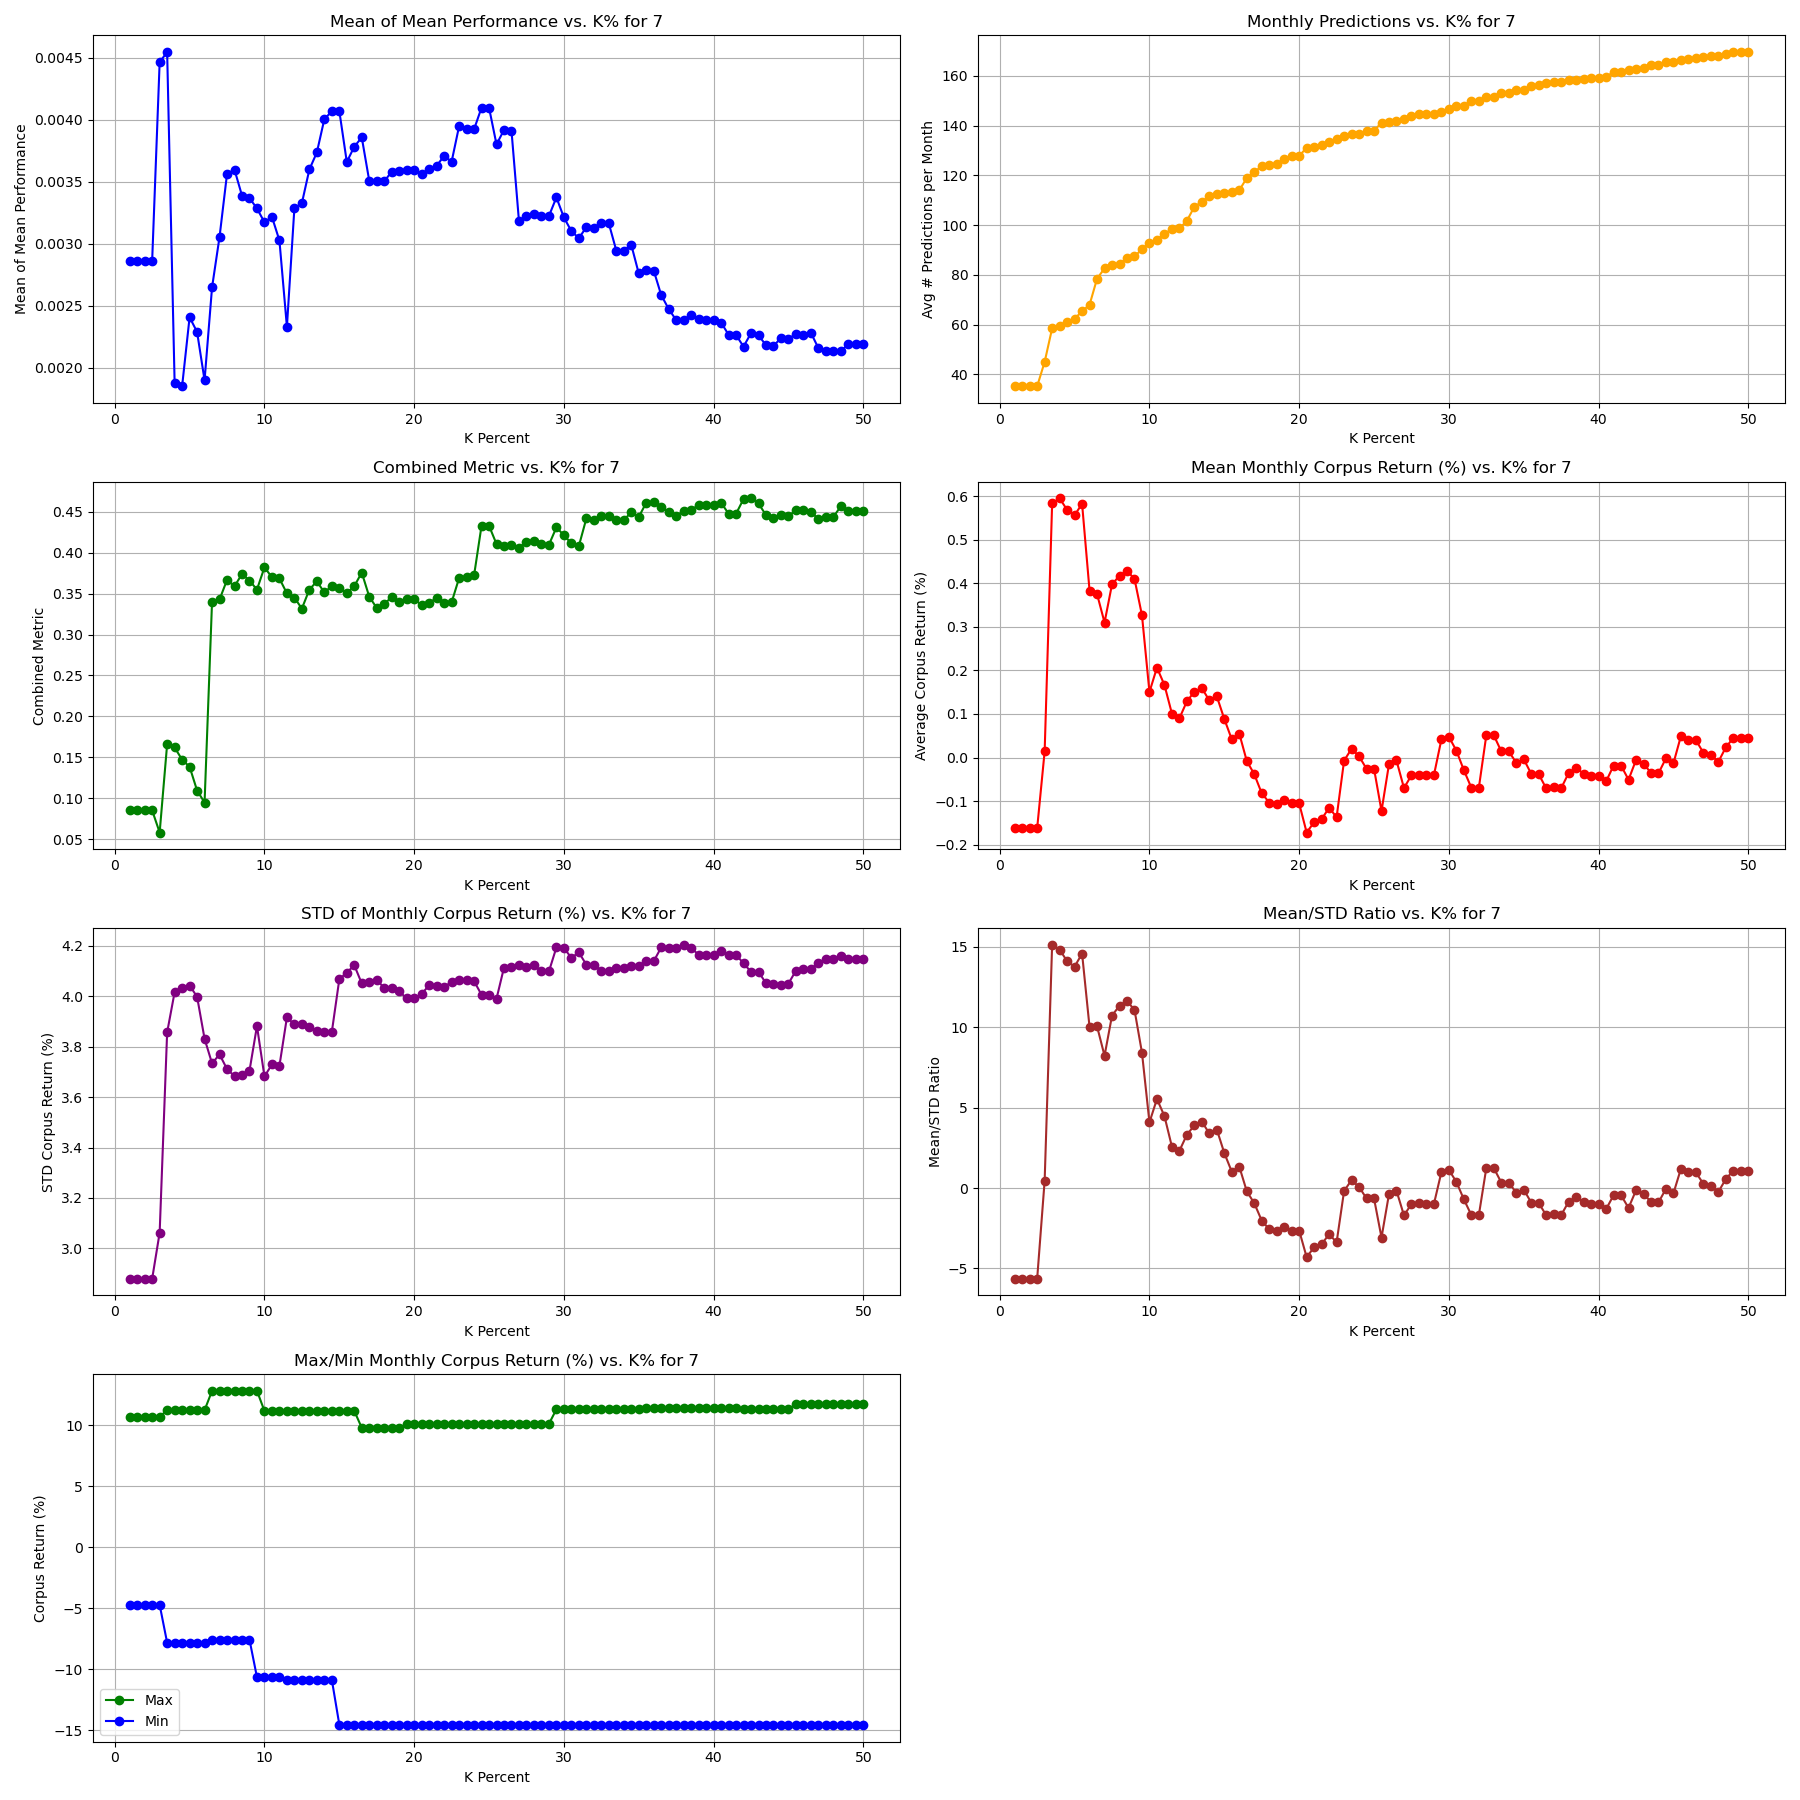 Mean of Mean Performance vs. K% for 7
Mean of Mean Performance
0.0045
0.0040
0.0035
0.0030
0.0025
0.0020
0 10 20 30 40 50
K Percent
Monthly Predictions vs. K% for 7
Avg # Predictions per Month
160
140
120
100
80
60
40
0 10 20 30 40 50
K Percent
Combined Metric vs. K% for 7
Combined Metric
0.45
0.40
0.35
0.30
0.25
0.20
0.15
0.10
0.05
0 10 20 30 40 50
K Percent
Mean Monthly Corpus Return (%) vs. K% for 7
Average Corpus Return (%)
0.6
0.5
0.4
0.3
0.2
0.1
0.0
−0.1
−0.2
0 10 20 30 40 50
K Percent
STD of Monthly Corpus Return (%) vs. K% for 7
STD Corpus Return (%)
4.2
4.0
3.8
3.6
3.4
3.2
3.0
0 10 20 30 40 50
K Percent
Mean/STD Ratio vs. K% for 7
Mean/STD Ratio
15
10
5
0
−5
0 10 20 30 40 50
K Percent
Max/Min Monthly Corpus Return (%) vs. K% for 7
Corpus Return (%)
10
5
0
−5
−10
−15
Max
Min
0 10 20 30 40 50
K Percent